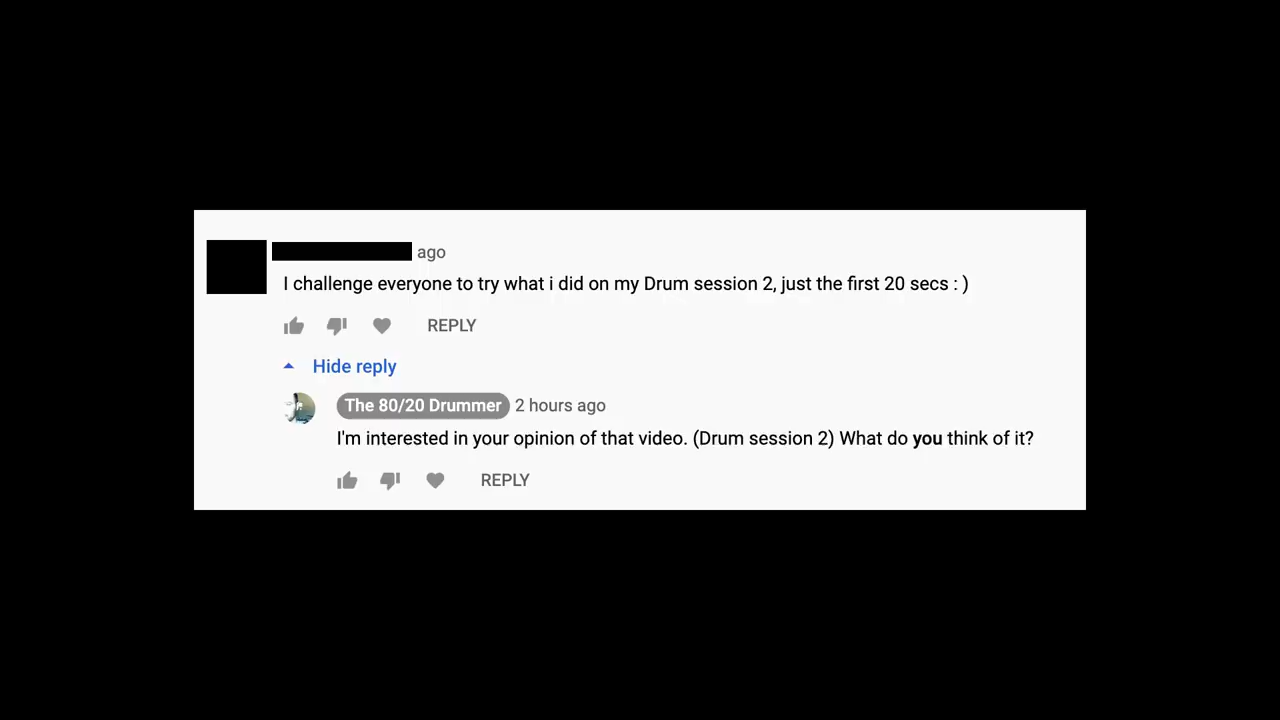 ago
I challenge everyone to try what i did on my Drum session 2, just the first 20 secs : )
REPLY
Hide reply
The 80/20 Drummer 2 hours ago
I'm interested in your opinion of that video. (Drum session 2) What do you think of it?
REPLY